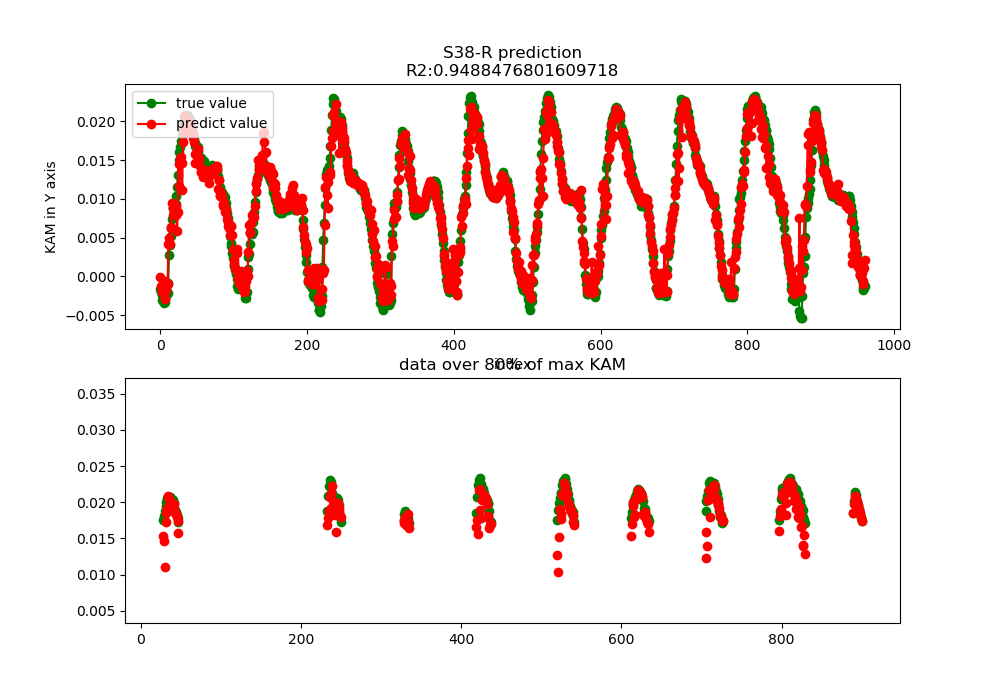 S38-R prediction
R2:0.9488476801609718
true value
predict value
KAM in Y axis
0.020
0.015
0.010
0.005
0.000
−0.005
0 200 400 600 800 1000
index
data over 80% of max KAM
0.035
0.030
0.025
0.020
0.015
0.010
0.005
0 200 400 600 800